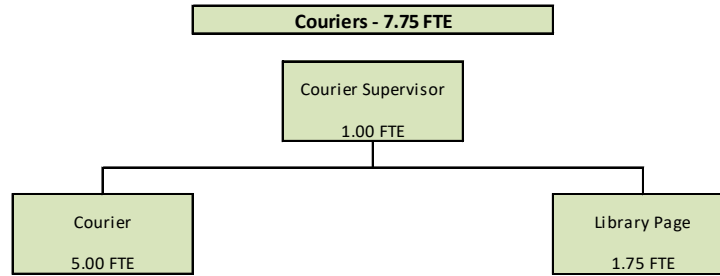 Couriers - 7.75 FTE
Courier Supervisor
1.00 FTE
Courier
5.00 FTE
Library Page
1.75 FTE